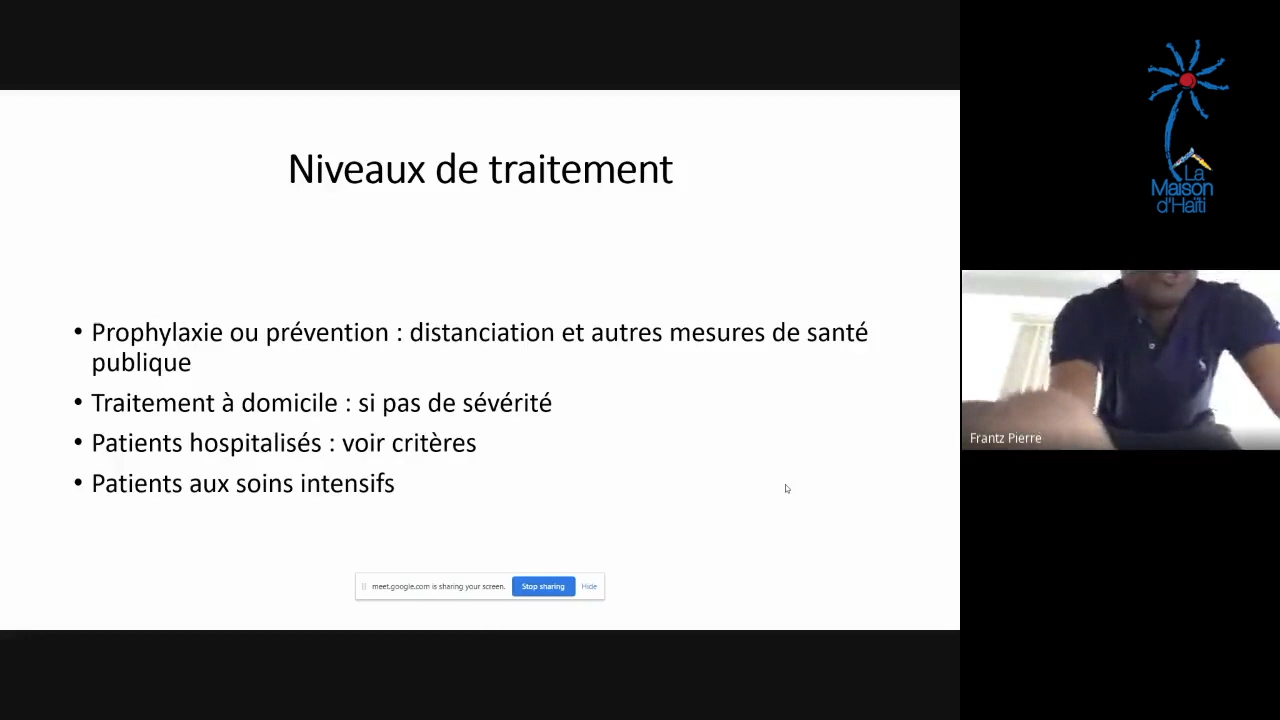 Niveaux de traitement
• Prophylaxie ou prévention : distanciation et autres mesures de santé
publique
• Traitement à domicile : si pas de sévérité
• Patients hospitalisés : voir critères
• Patients aux soins intensifs
meet.google.com is sharing your screen. Stop sharing Hide
La
Maison
d'Haïti
Frantz Pierre